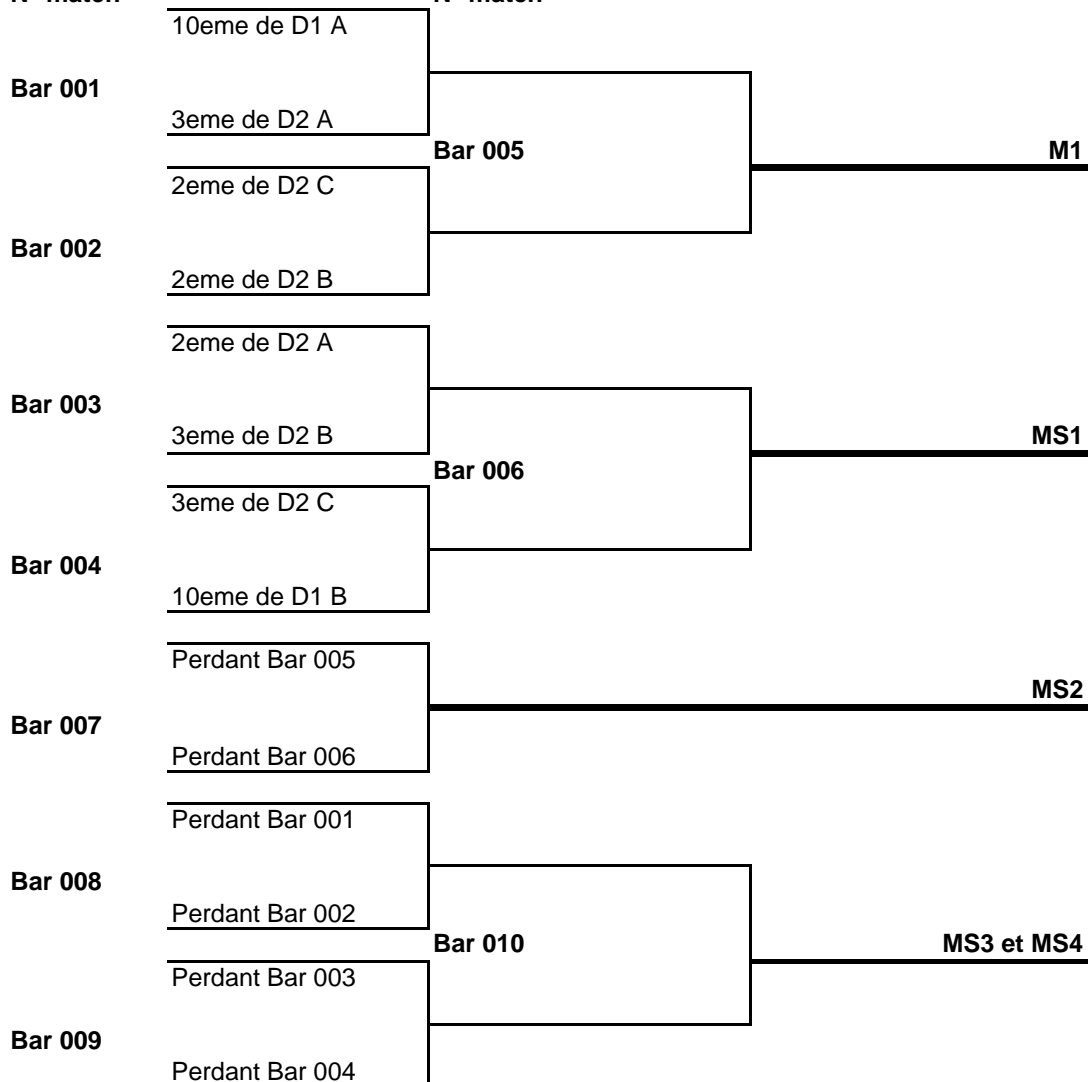 10eme de D1 A
Bar 001
3eme de D2 A
Bar 005
M1
2eme de D2 C
Bar 002
2eme de D2 B
2eme de D2 A
Bar 003
3eme de D2 B
MS1
Bar 006
3eme de D2 C
Bar 004
10eme de D1 B
Perdant Bar 005
MS2
Bar 007
Perdant Bar 006
Perdant Bar 001
Bar 008
Perdant Bar 002
Bar 010
MS3 et MS4
Perdant Bar 003
Bar 009
Perdant Bar 004